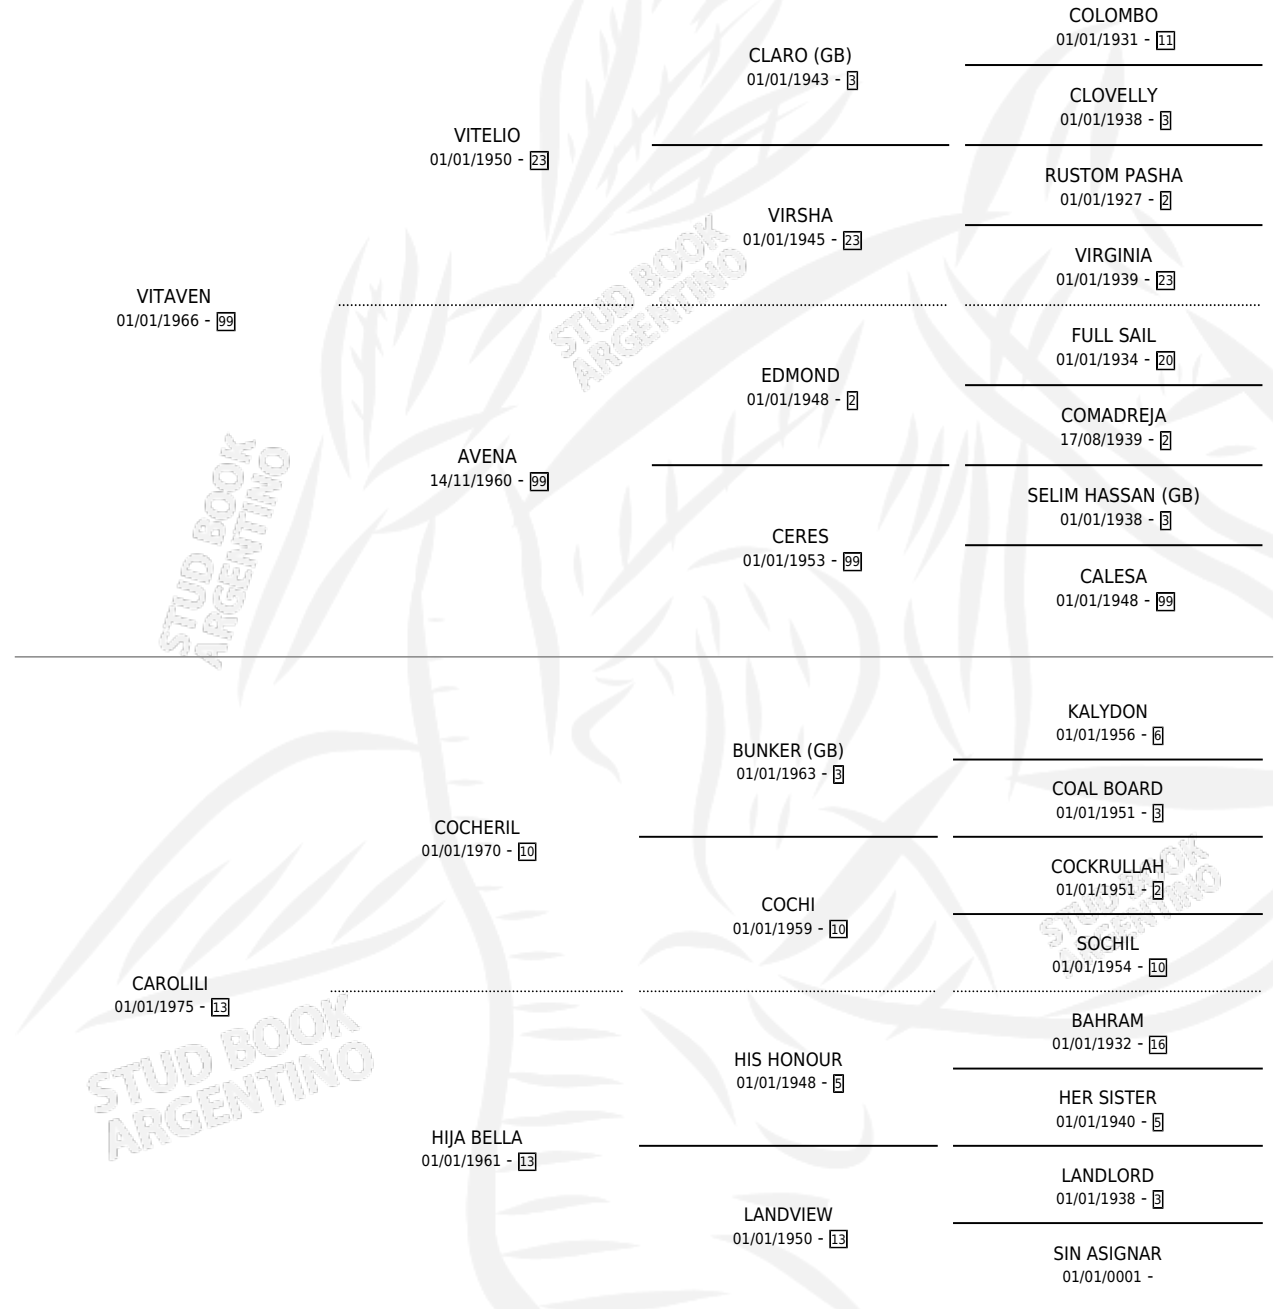 COLOMBO
01/01/1931 - 11
CLARO (GB)
01/01/1943 - 3
CLOVELLY
01/01/1938 - 3
VITELIO
01/01/1950 - 23
RUSTOM PASHA
01/01/1927 - 2
VIRSHA
01/01/1945 - 23
VIRGINIA
01/01/1939 - 23
VITAVEN
01/01/1966 - 99
FULL SAIL
01/01/1934 - 20
EDMOND
01/01/1948 - 2
COMADREJA
17/08/1939 - 2
AVENA
14/11/1960 - 99
SELIM HASSAN (GB)
01/01/1938 - 3
CERES
01/01/1953 - 99
CALESA
01/01/1948 - 99
STUD BOOK
ARGENTINO
STUD BOOK
ARGENTINO
KALYDON
01/01/1956 - 6
BUNKER (GB)
01/01/1963 - 3
COAL BOARD
01/01/1951 - 3
COCHERIL
01/01/1970 - 10
COCKRULLAH
01/01/1951 - 2
COCHI
01/01/1959 - 10
SOCHIL
01/01/1954 - 10
STUD BOOK
ARGENTINO
CAROLILI
01/01/1975 - 13
BAHRAM
01/01/1932 - 16
HIS HONOUR
01/01/1948 - 5
HER SISTER
01/01/1940 - 5
STUD BOOK
ARGENTINO
HIJA BELLA
01/01/1961 - 13
LANDLORD
01/01/1938 - 3
LANDVIEW
01/01/1950 - 13
SIN ASIGNAR
01/01/0001 -